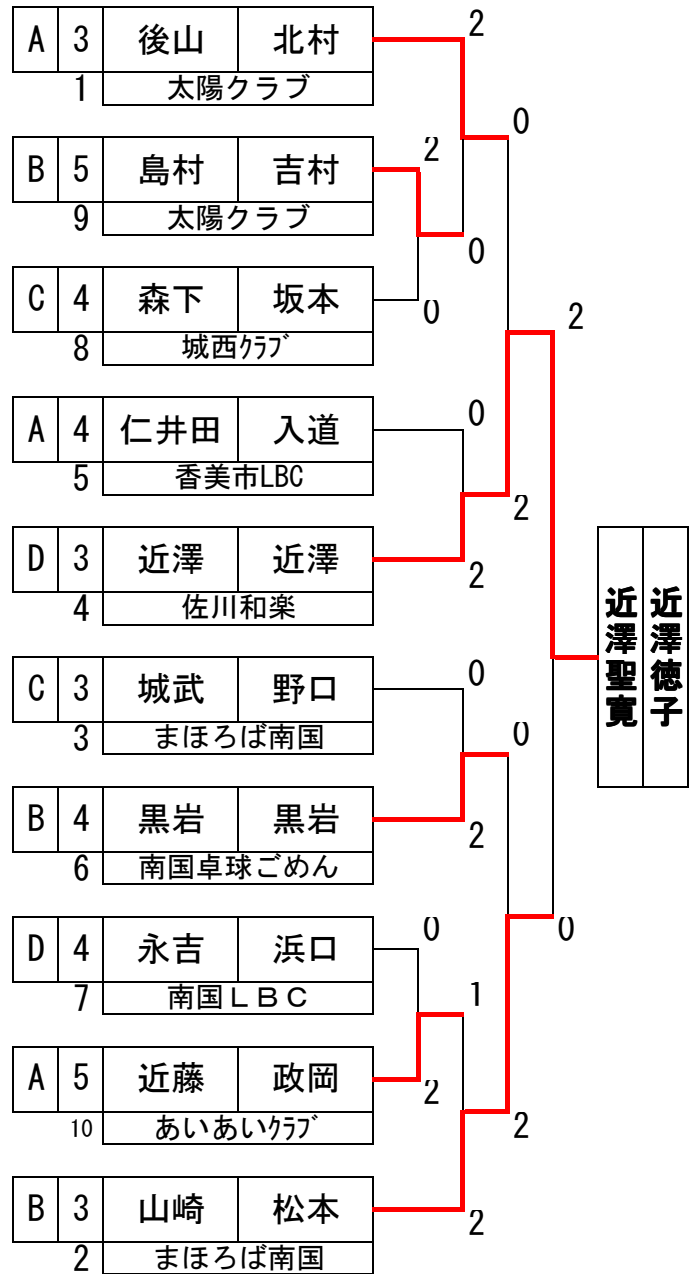 A 3 後山 北村
1 太陽クラブ
B 5 島村 吉村
9 太陽クラブ
C 4 森下 坂本
8 城西ｸﾗﾌﾞ
A 4 仁井田 入道
5 香美市LBC
D 3 近澤 近澤
4 佐川和楽
C 3 城武 野口
3 まほろば南国
B 4 黒岩 黒岩
6 南国卓球ごめん
D 4 永吉 浜口
7 南国ＬＢＣ
A 5 近藤 政岡
10 あいあいｸﾗﾌﾞ
B 3 山崎 松本
2 まほろば南国
2
0
2
0
0
2
0
2
2
0
0
2
0
0
1
2
2
2
近澤聖寛
近澤徳子